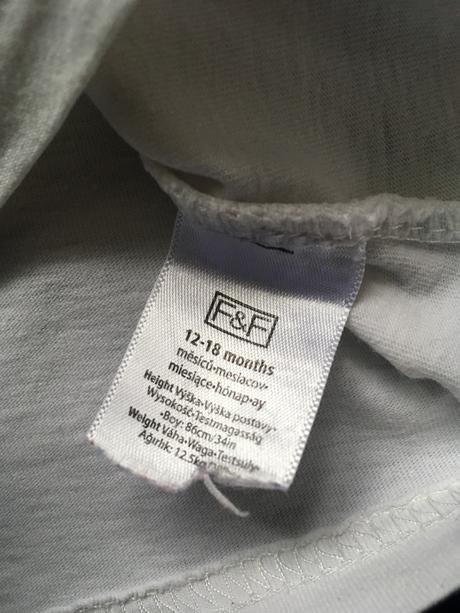 F&F
12-18 months
měsíců•mesiacov•
miesiące•hónap•ay
Height Výška•Výška postavy•
Wysokość•Testmagasság
•Boy: 86cm/34in
Weight Váha•Waga•Testsúly•
Ağırlık: 12.5kg